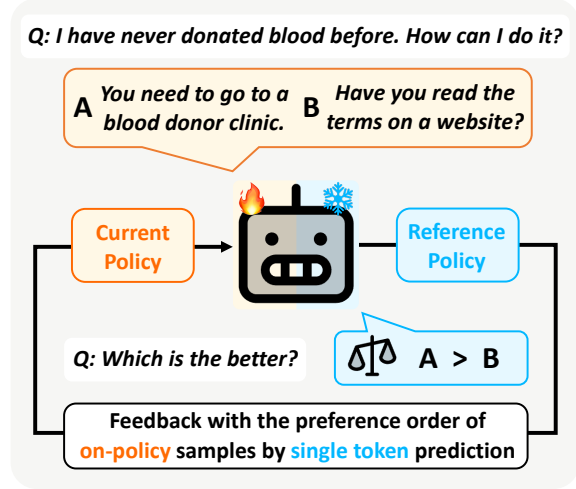 Q: I have never donated blood before. How can I do it?
A You need to go to a blood donor clinic.
B Have you read the terms on a website?
Current Policy
Reference Policy
Q: Which is the better?
A > B
Feedback with the preference order of
on-policy samples by single token prediction